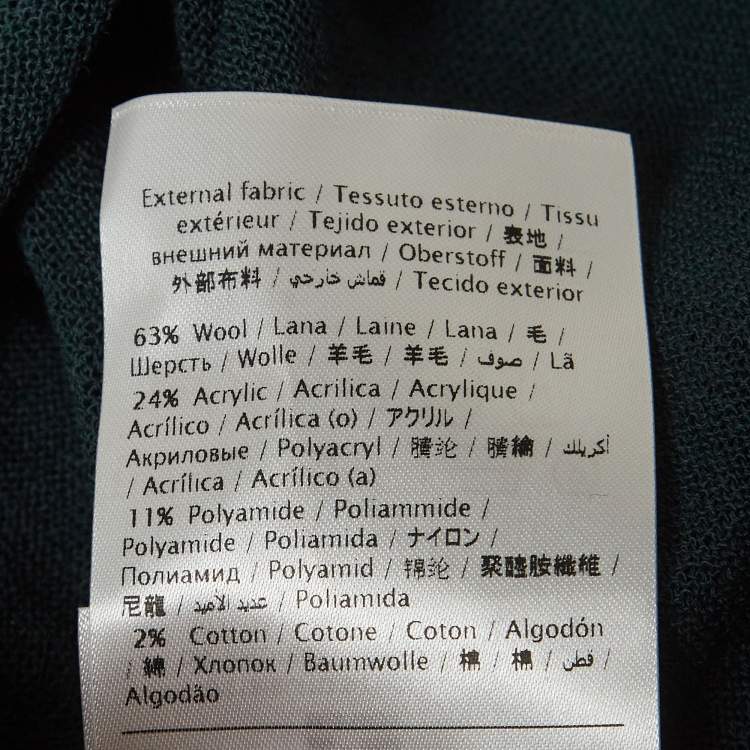 External fabric / Tessuto esterno / Tissu
extérieur / Tejido exterior / 表地 /
внешний материал / Oberstoff / 面料 /
外部布料 / قماش خارجي / Tecido exterior
63% Wool / Lana / Laine / Lana / 毛 /
Шерсть / Wolle / 羊毛 / 羊毛 / صوف / Lã
24% Acrylic / Acrilica / Acrylique /
Acrílico / Acrílica (o) / アクリル /
Акриловые / Polyacryl / 腈纶 / 腈綸 / أكريلك
/ Acrílica / Acrílico (a)
11% Polyamide / Poliammide /
Polyamide / Poliamida / ナイロン /
Полиамид / Polyamid / 锦纶 / 聚醯胺纖維 /
尼龍 / عديد الأميد / Poliamida
2% Cotton / Cotone / Coton / Algodón
/ 綿 / Хлопок / Baumwolle / 棉 / 棉 / قطن /
Algodão